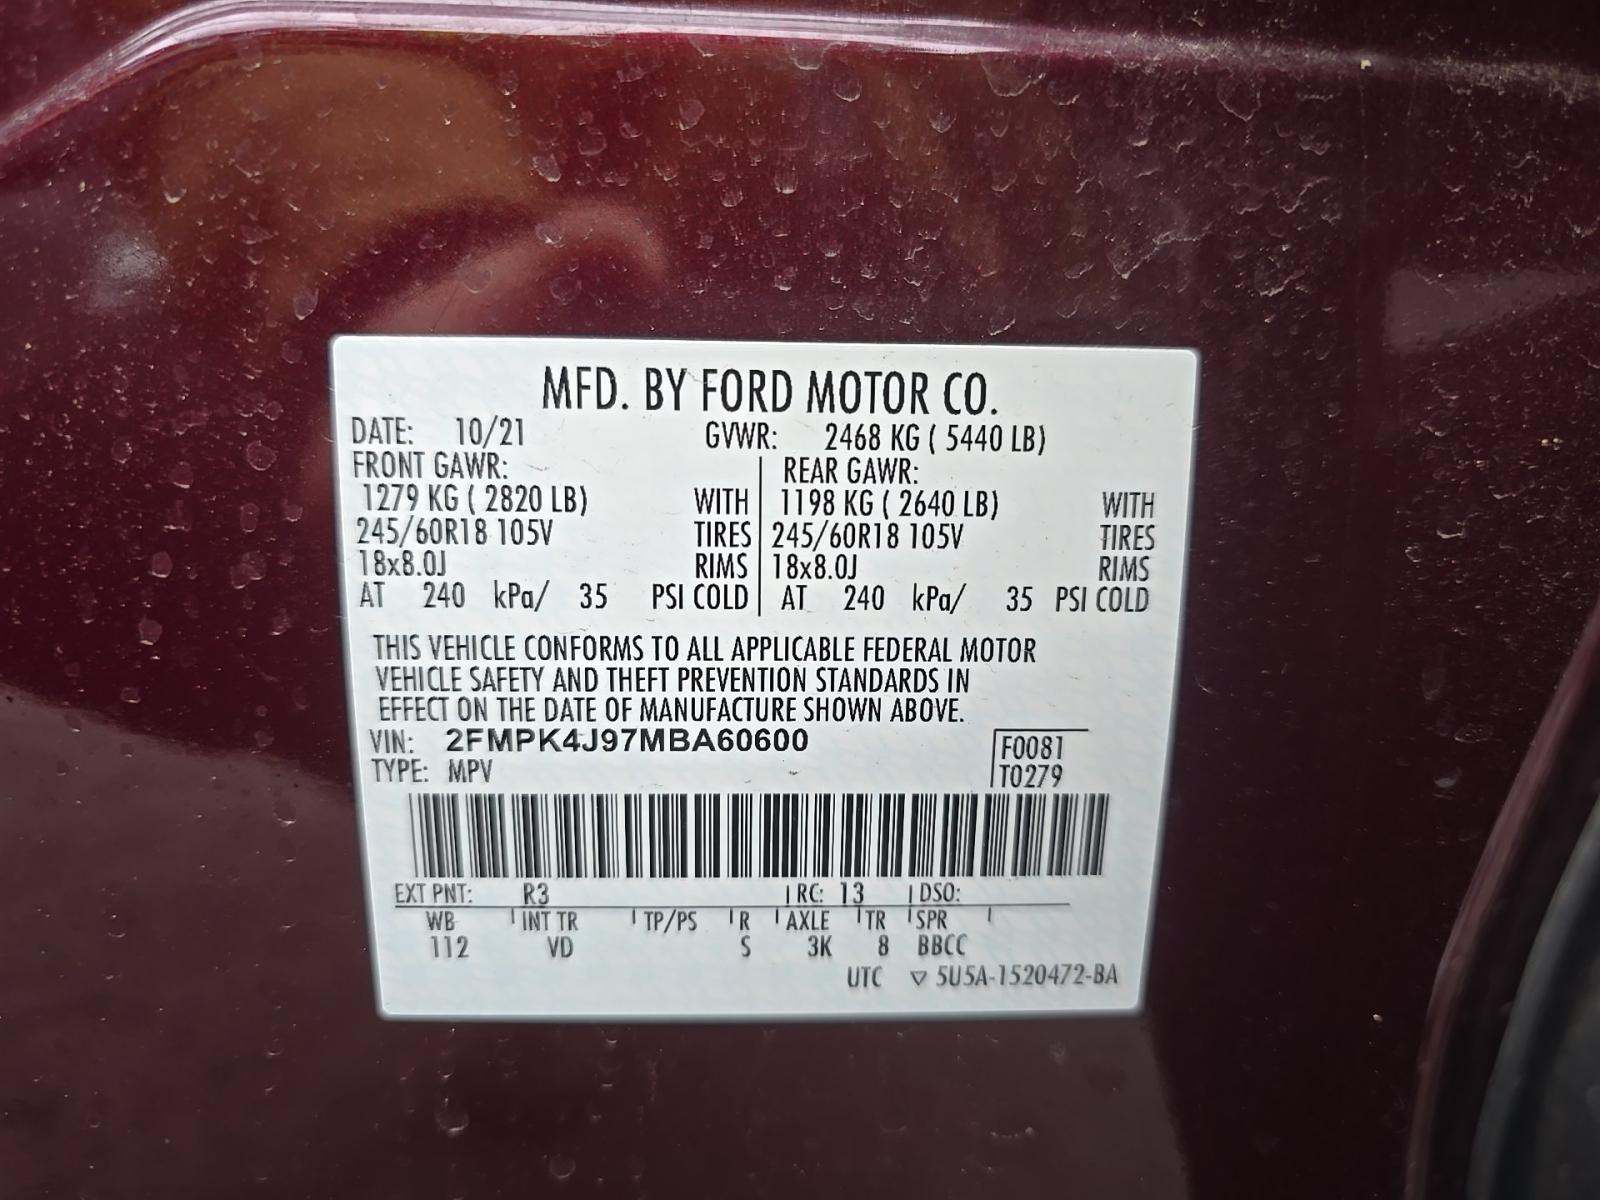 MFD. BY FORD MOTOR CO.
DATE: 10/21 GVWR: 2468 KG ( 5440 LB)
FRONT GAWR: REAR GAWR:
1279 KG ( 2820 LB) WITH 1198 KG ( 2640 LB) WITH
245/60R18 105V TIRES 245/60R18 105V TIRES
18x8.0J RIMS 18x8.0J RIMS
AT 240 kPa/ 35 PSI COLD AT 240 kPa/ 35 PSI COLD
THIS VEHICLE CONFORMS TO ALL APPLICABLE FEDERAL MOTOR
VEHICLE SAFETY AND THEFT PREVENTION STANDARDS IN
EFFECT ON THE DATE OF MANUFACTURE SHOWN ABOVE.
VIN: 2FMPK4J97MBA60600 F0081
TYPE: MPV T0279
EXT PNT: R3 RC: 13 DSO:
WB INT TR TP/PS R AXLE TR SPR
112 VD S 3K 8 BBCC
UTC ▽ 5U5A-1520472-BA